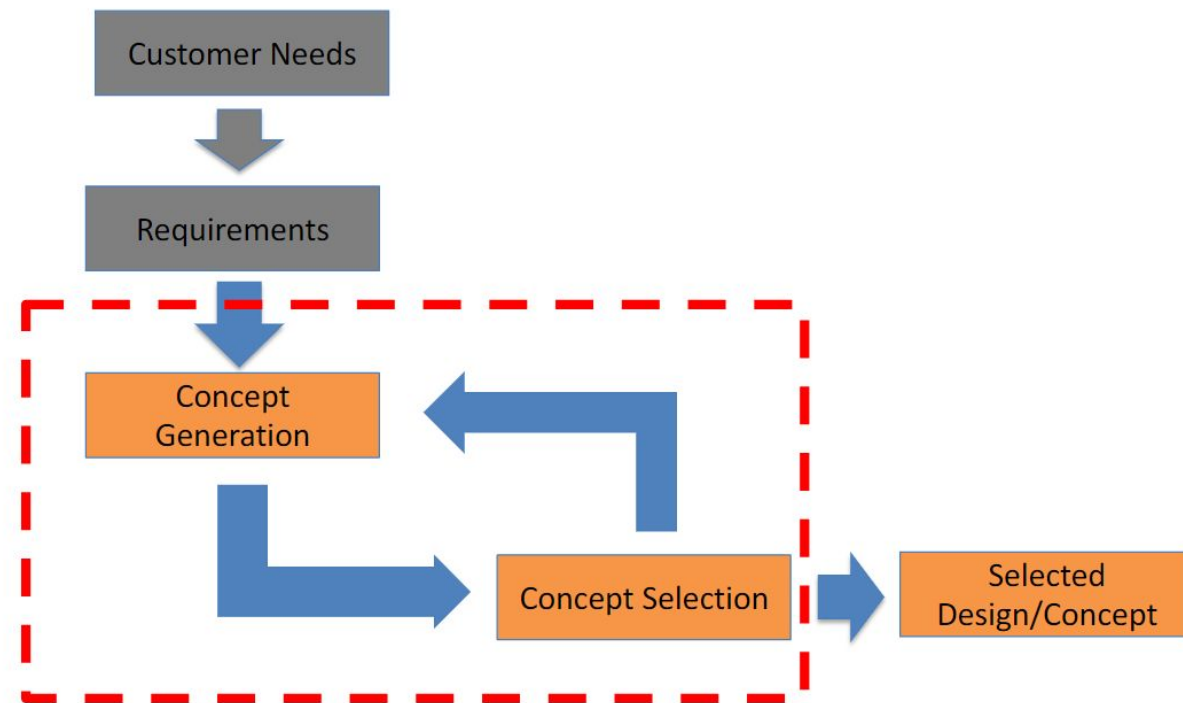 Customer Needs
Requirements
Concept
Generation
Concept Selection
Selected
Design/Concept